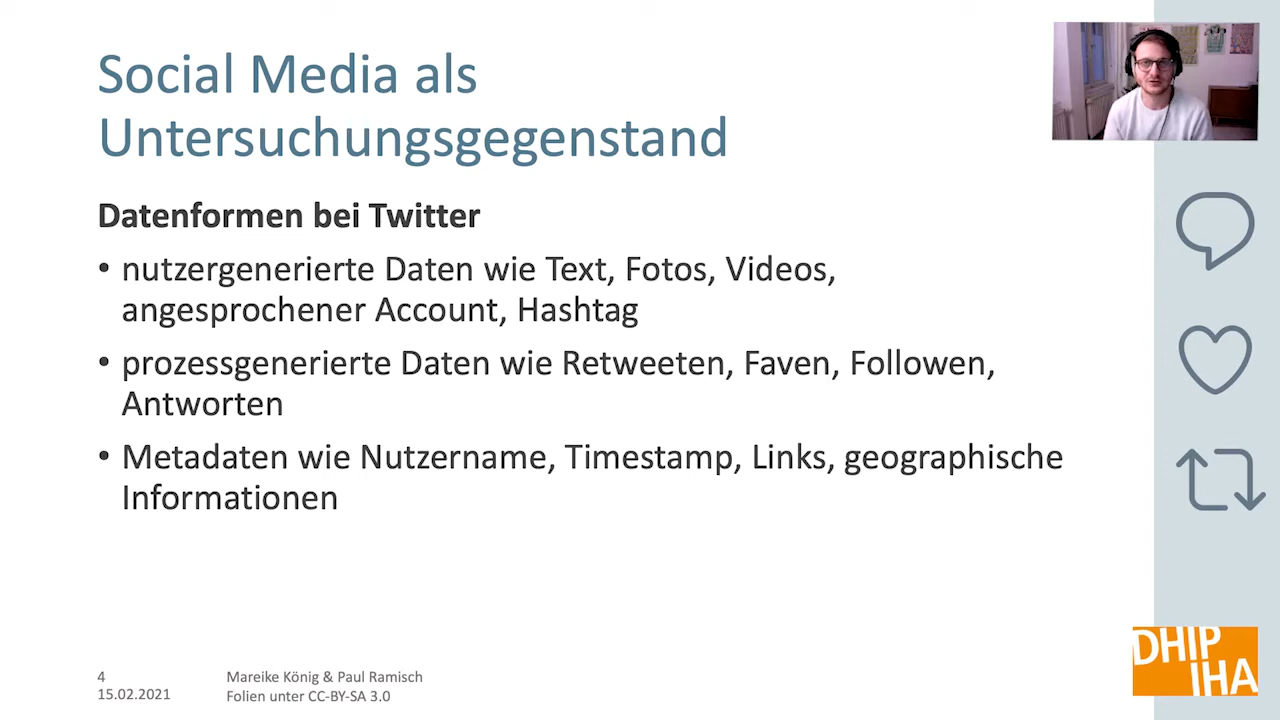 Social Media als
Untersuchungsgegenstand
Datenformen bei Twitter
• nutzergenerierte Daten wie Text, Fotos, Videos,
angesprochener Account, Hashtag
• prozessgenerierte Daten wie Retweeten, Faven, Followen,
Antworten
• Metadaten wie Nutzername, Timestamp, Links, geographische
Informationen
4
15.02.2021
Mareike König & Paul Ramisch
Folien unter CC-BY-SA 3.0
DHIP
IHA